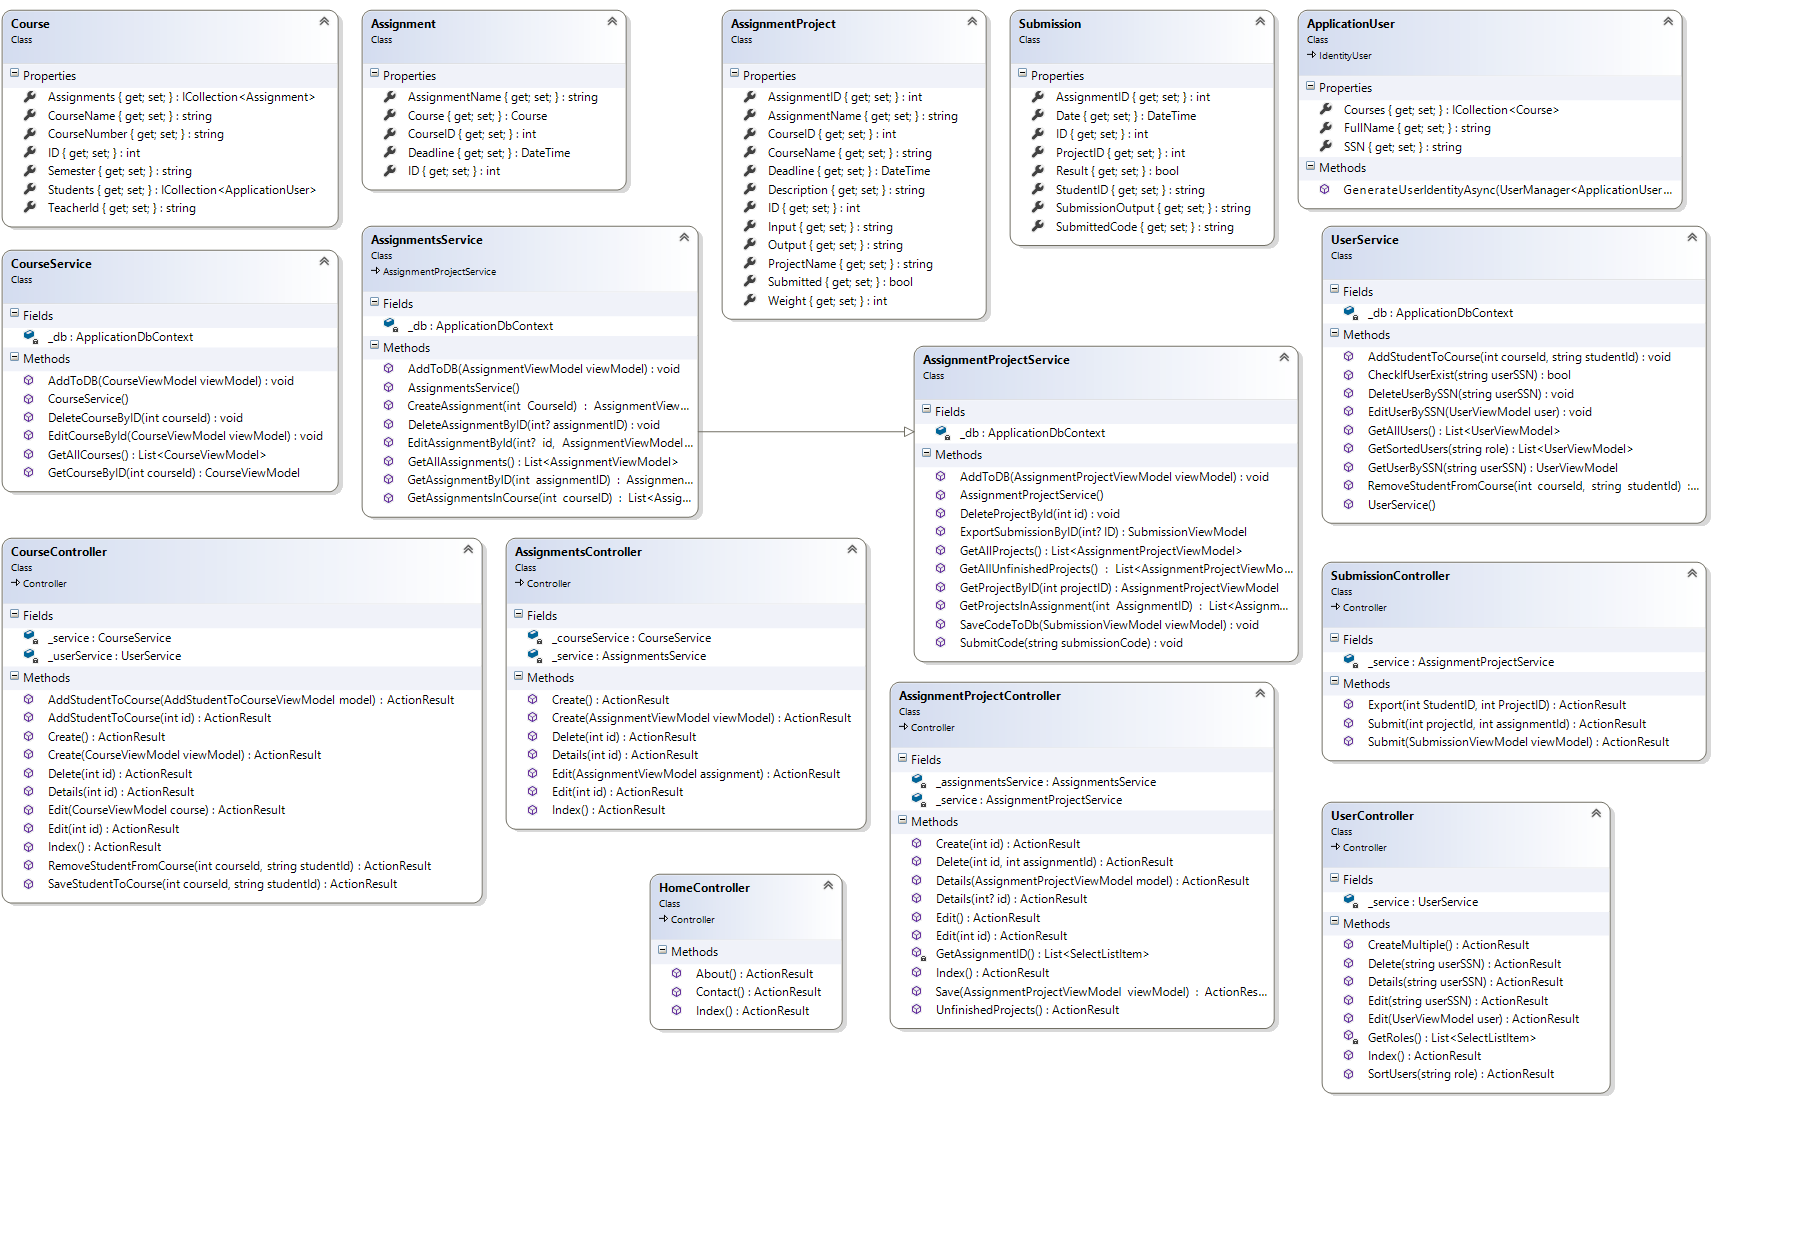 Course
Class
Properties
Assignments { get; set; } : ICollection<Assignment>
CourseName { get; set; } : string
CourseNumber { get; set; } : string
ID { get; set; } : int
Semester { get; set; } : string
Students { get; set; } : ICollection<ApplicationUser>
TeacherId { get; set; } : string
Assignment
Class
Properties
AssignmentName { get; set; } : string
Course { get; set; } : Course
CourseID { get; set; } : int
Deadline { get; set; } : DateTime
ID { get; set; } : int
AssignmentProject
Class
Properties
AssignmentID { get; set; } : int
AssignmentName { get; set; } : string
CourseID { get; set; } : int
CourseName { get; set; } : string
Deadline { get; set; } : DateTime
Description { get; set; } : string
ID { get; set; } : int
Input { get; set; } : string
Output { get; set; } : string
ProjectName { get; set; } : string
Submitted { get; set; } : bool
Weight { get; set; } : int
Submission
Class
Properties
AssignmentID { get; set; } : int
Date { get; set; } : DateTime
ID { get; set; } : int
ProjectID { get; set; } : int
Result { get; set; } : bool
StudentID { get; set; } : string
SubmissionOutput { get; set; } : string
SubmittedCode { get; set; } : string
ApplicationUser
Class
IdentityUser
Properties
Courses { get; set; } : ICollection<Course>
FullName { get; set; } : string
SSN { get; set; } : string
Methods
GenerateUserIdentityAsync(UserManager<ApplicationUser...
CourseService
Class
Fields
_db : ApplicationDbContext
Methods
AddToDB(CourseViewModel viewModel) : void
CourseService()
DeleteCourseByID(int courseId) : void
EditCourseById(CourseViewModel viewModel) : void
GetAllCourses() : List<CourseViewModel>
GetCourseByID(int courseId) : CourseViewModel
AssignmentsService
Class
AssignmentProjectService
Fields
_db : ApplicationDbContext
Methods
AddToDB(AssignmentViewModel viewModel) : void
AssignmentsService()
CreateAssignment(int CourseId) : AssignmentView...
DeleteAssignmentByID(int? assignmentID) : void
EditAssignmentById(int? id, AssignmentViewModel...
GetAllAssignments() : List<AssignmentViewModel>
GetAssignmentByID(int assignmentID) : Assignmen...
GetAssignmentsInCourse(int courseID) : List<Assig...
AssignmentProjectService
Class
Fields
_db : ApplicationDbContext
Methods
AddToDB(AssignmentProjectViewModel viewModel) : void
AssignmentProjectService()
DeleteProjectById(int id) : void
ExportSubmissionByID(int? ID) : SubmissionViewModel
GetAllProjects() : List<AssignmentProjectViewModel>
GetAllUnfinishedProjects() : List<AssignmentProjectViewMo...
GetProjectByID(int projectID) : AssignmentProjectViewModel
GetProjectsInAssignment(int AssignmentID) : List<Assignm...
SaveCodeToDb(SubmissionViewModel viewModel) : void
SubmitCode(string submissionCode) : void
UserService
Class
Fields
_db : ApplicationDbContext
Methods
AddStudentToCourse(int courseId, string studentId) : void
CheckIfUserExist(string userSSN) : bool
DeleteUserBySSN(string userSSN) : void
EditUserBySSN(UserViewModel user) : void
GetAllUsers() : List<UserViewModel>
GetSortedUsers(string role) : List<UserViewModel>
GetUserBySSN(string userSSN) : UserViewModel
RemoveStudentFromCourse(int courseId, string studentId) :...
UserService()
CourseController
Class
Controller
Fields
_service : CourseService
_userService : UserService
Methods
AddStudentToCourse(AddStudentToCourseViewModel model) : ActionResult
AddStudentToCourse(int id) : ActionResult
Create() : ActionResult
Create(CourseViewModel viewModel) : ActionResult
Delete(int id) : ActionResult
Details(int id) : ActionResult
Edit(CourseViewModel course) : ActionResult
Edit(int id) : ActionResult
Index() : ActionResult
RemoveStudentFromCourse(int courseId, string studentId) : ActionResult
SaveStudentToCourse(int courseId, string studentId) : ActionResult
AssignmentsController
Class
Controller
Fields
_courseService : CourseService
_service : AssignmentsService
Methods
Create() : ActionResult
Create(AssignmentViewModel viewModel) : ActionResult
Delete(int id) : ActionResult
Details(int id) : ActionResult
Edit(AssignmentViewModel assignment) : ActionResult
Edit(int id) : ActionResult
Index() : ActionResult
SubmissionController
Class
Controller
Fields
_service : AssignmentProjectService
Methods
Export(int StudentID, int ProjectID) : ActionResult
Submit(int projectId, int assignmentId) : ActionResult
Submit(SubmissionViewModel viewModel) : ActionResult
AssignmentProjectController
Class
Controller
Fields
_assignmentsService : AssignmentsService
_service : AssignmentProjectService
Methods
Create(int id) : ActionResult
Delete(int id, int assignmentId) : ActionResult
Details(AssignmentProjectViewModel model) : ActionResult
Details(int? id) : ActionResult
Edit() : ActionResult
Edit(int id) : ActionResult
GetAssignmentID() : List<SelectListItem>
Index() : ActionResult
Save(AssignmentProjectViewModel viewModel) : ActionRes...
UnfinishedProjects() : ActionResult
HomeController
Class
Controller
Methods
About() : ActionResult
Contact() : ActionResult
Index() : ActionResult
UserController
Class
Controller
Fields
_service : UserService
Methods
CreateMultiple() : ActionResult
Delete(string userSSN) : ActionResult
Details(string userSSN) : ActionResult
Edit(string userSSN) : ActionResult
Edit(UserViewModel user) : ActionResult
GetRoles() : List<SelectListItem>
Index() : ActionResult
SortUsers(string role) : ActionResult